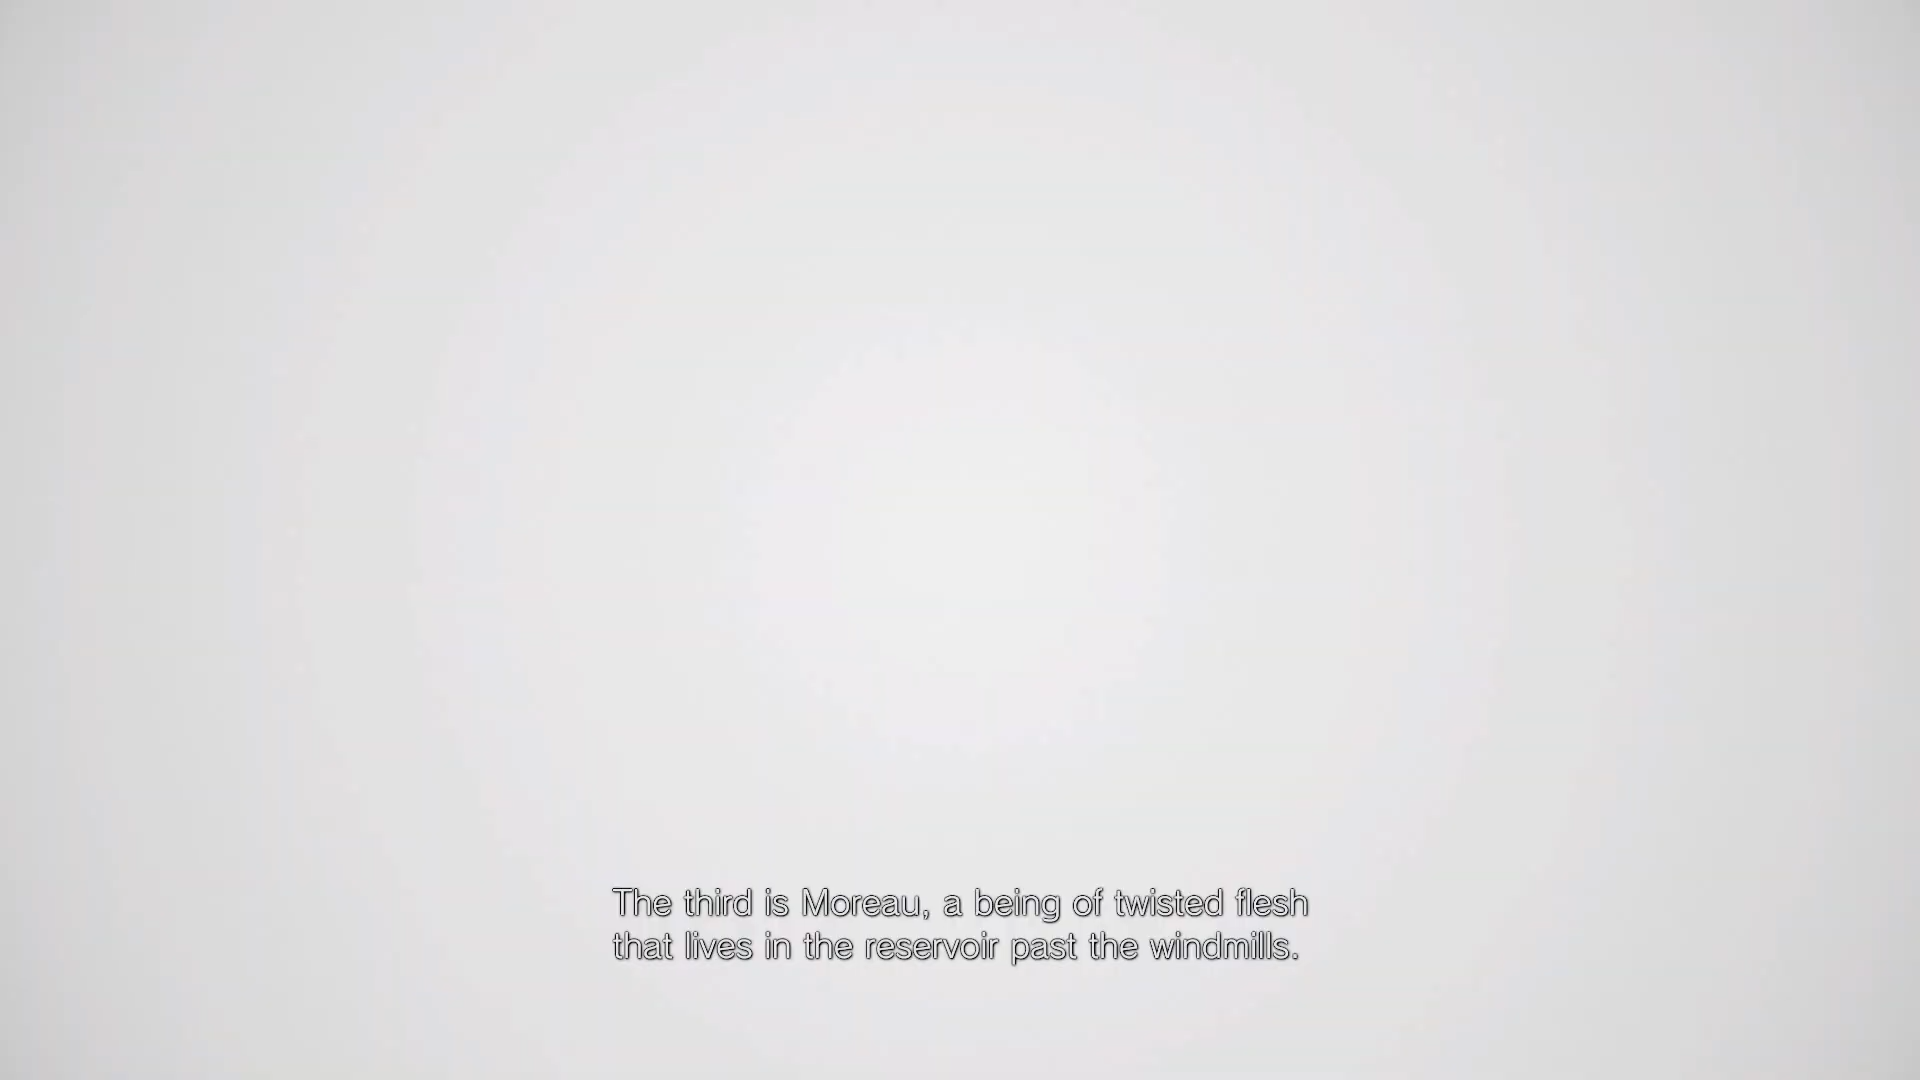 The third is Moreau, a being of twisted flesh
that lives in the reservoir past the windmills.